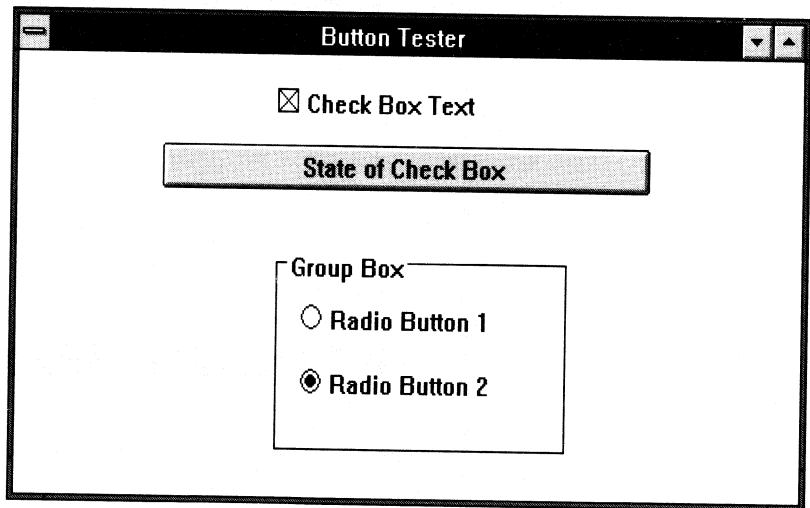 Button Tester
Check Box Text
State of Check Box
Group Box
Radio Button 1
Radio Button 2